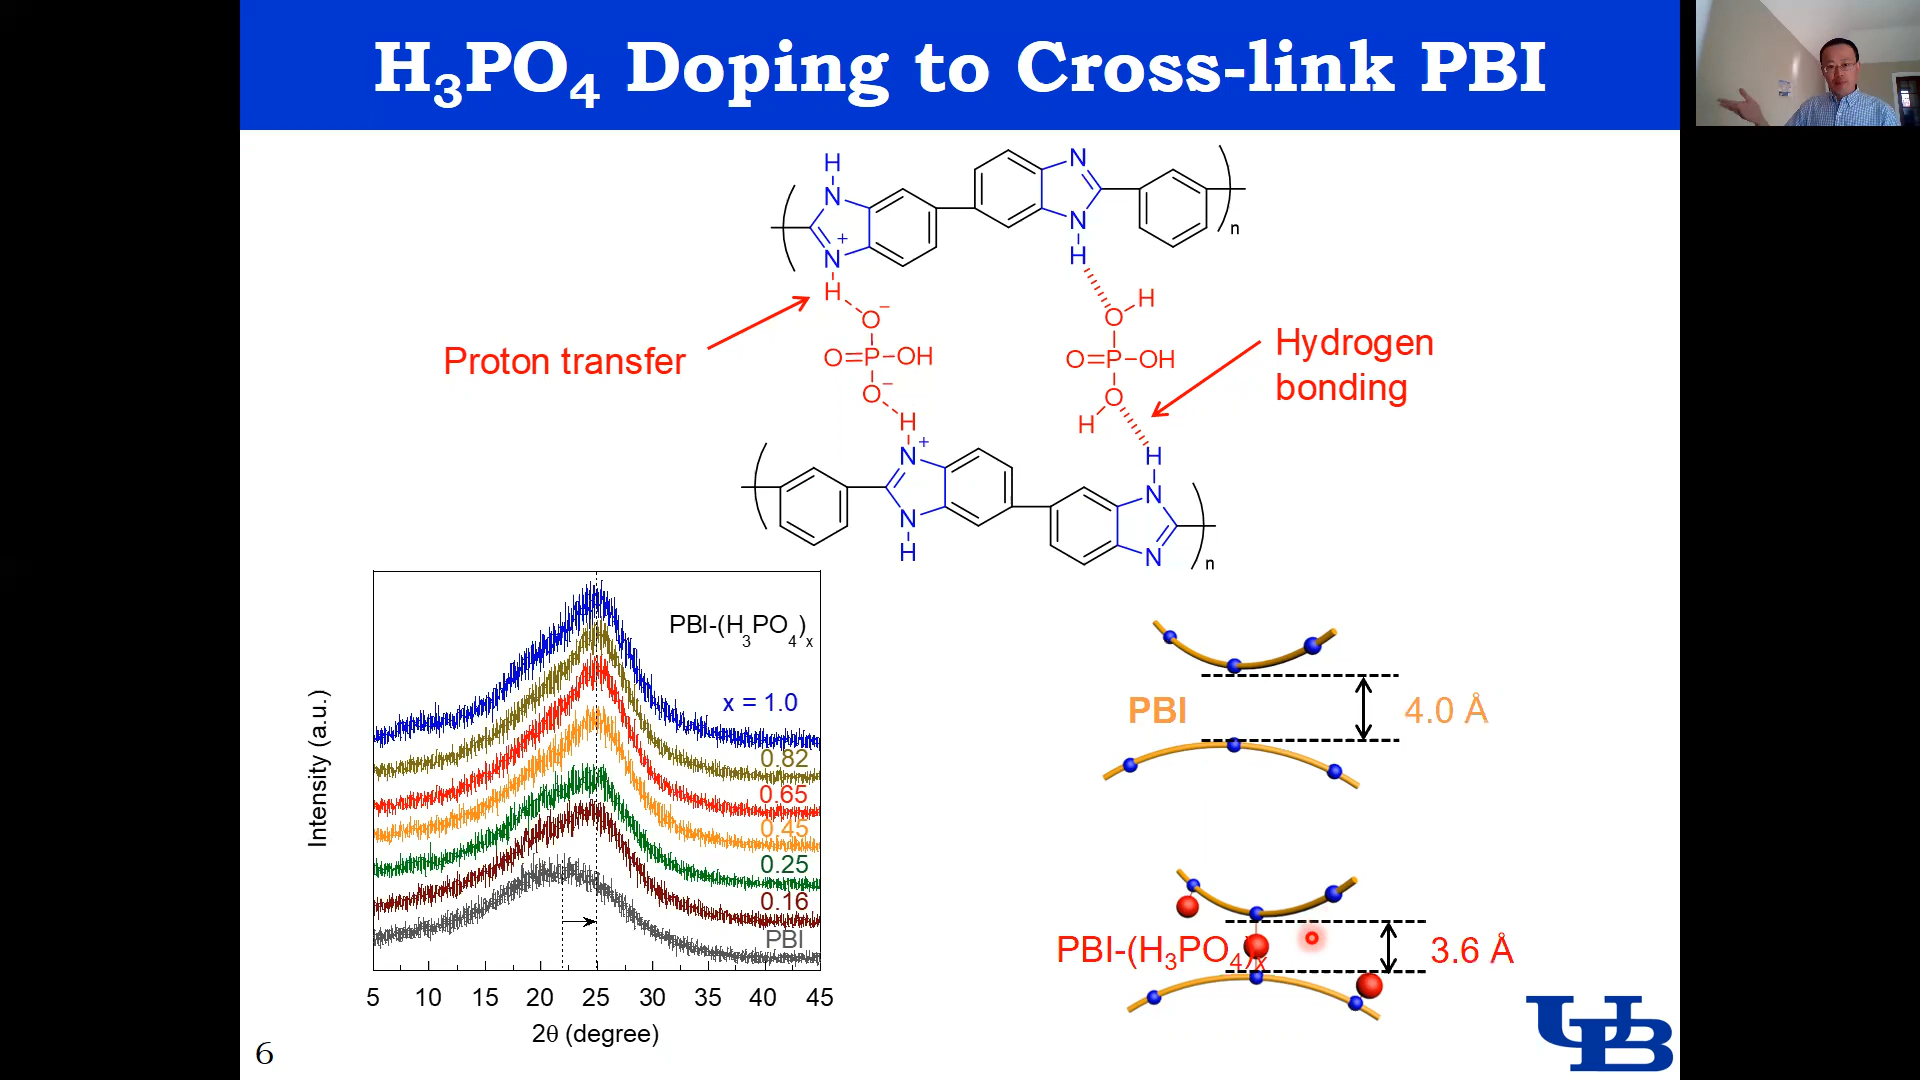 H₃PO₄ Doping to Cross-link PBI
H
N
N
N
+
N
H
n
H
H
Proton transfer
O⁻
O=P-OH
O⁻
H
H
O
O=P-OH
O
H
Hydrogen
bonding
H
N
+
N
H
H
N
N
n
PBI-(H₃PO₄)ₓ
x = 1.0
0.82
0.65
0.45
0.25
0.16
PBI
Intensity (a.u.)
5 10 15 20 25 30 35 40 45
2θ (degree)
PBI
4.0 Å
PBI-(H₃PO₄)ₓ
3.6 Å
6
UB